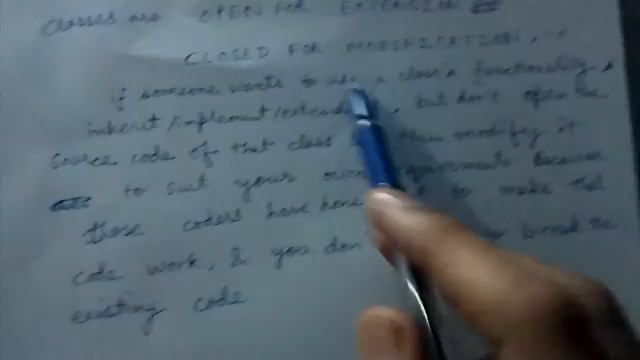 classes are OPEN FOR EXTENSION
CLOSED FOR MODIFICATION, i.e
if someone wants to use a class's functionality,
inherit/implement/extend , but don't open the
source code of that class modify it
to suit your own because
those coders have done to make that
code work, & you don't break the
existing code